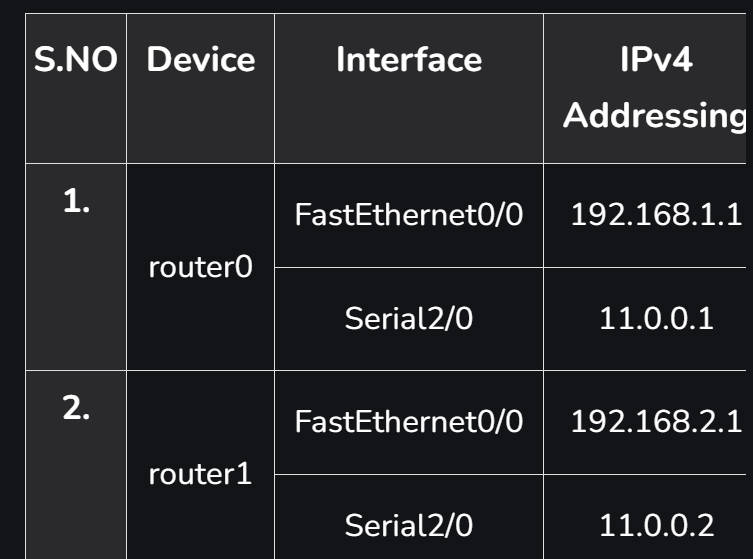 S.NO Device Interface IPv4 Addressing
1. router0 FastEthernet0/0 192.168.1.1
Serial2/0 11.0.0.1
2. router1 FastEthernet0/0 192.168.2.1
Serial2/0 11.0.0.2